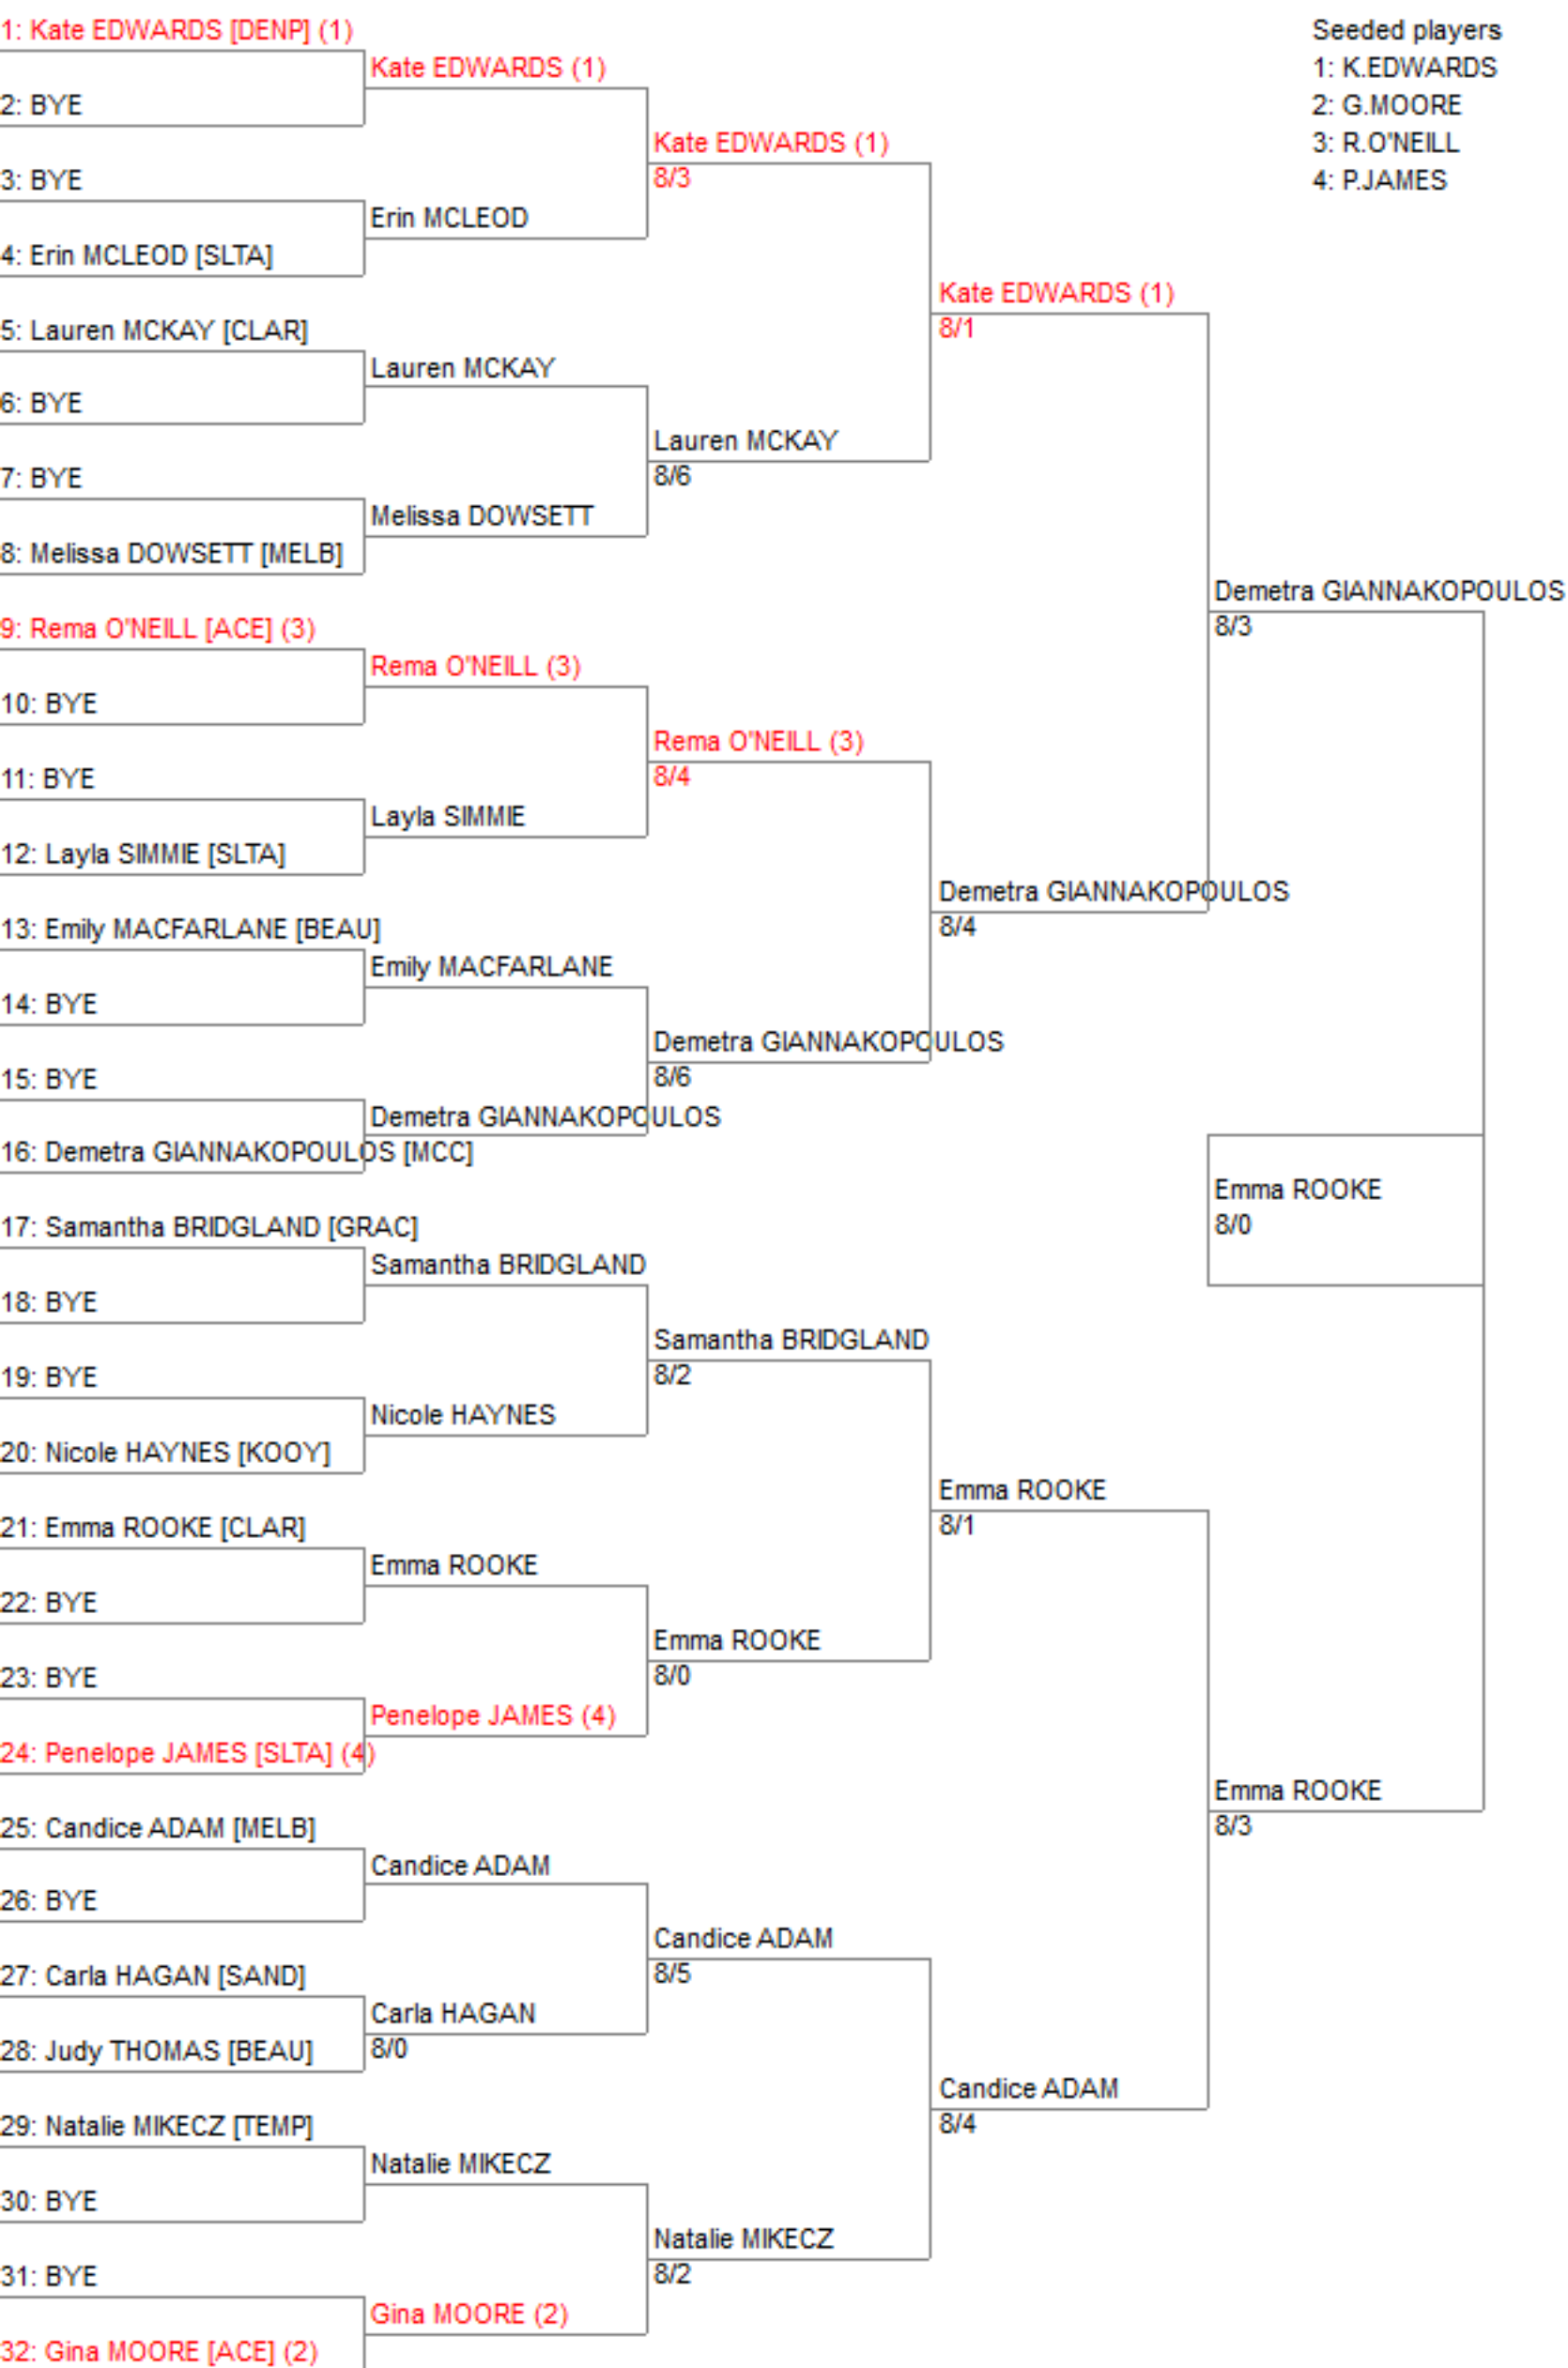 1: Kate EDWARDS [DENP] (1)
2: BYE
3: BYE
4: Erin MCLEOD [SLTA]
5: Lauren MCKAY [CLAR]
6: BYE
7: BYE
8: Melissa DOWSETT [MELB]
9: Rema O'NEILL [ACE] (3)
10: BYE
11: BYE
12: Layla SIMMIE [SLTA]
13: Emily MACFARLANE [BEAU]
14: BYE
15: BYE
16: Demetra GIANNAKOPOULOS [MCC]
17: Samantha BRIDGLAND [GRAC]
18: BYE
19: BYE
20: Nicole HAYNES [KOOY]
21: Emma ROOKE [CLAR]
22: BYE
23: BYE
24: Penelope JAMES [SLTA] (4)
25: Candice ADAM [MELB]
26: BYE
27: Carla HAGAN [SAND]
28: Judy THOMAS [BEAU]
29: Natalie MIKECZ [TEMP]
30: BYE
31: BYE
32: Gina MOORE [ACE] (2)
Kate EDWARDS (1)
Erin MCLEOD
Lauren MCKAY
Melissa DOWSETT
Rema O'NEILL (3)
Layla SIMMIE
Emily MACFARLANE
Demetra GIANNAKOPOULOS
Samantha BRIDGLAND
Nicole HAYNES
Emma ROOKE
Penelope JAMES (4)
Candice ADAM
Carla HAGAN
8/0
Natalie MIKECZ
Gina MOORE (2)
Kate EDWARDS (1)
8/3
Lauren MCKAY
8/6
Rema O'NEILL (3)
8/4
Demetra GIANNAKOPOULOS
8/6
Samantha BRIDGLAND
8/2
Emma ROOKE
8/0
Candice ADAM
8/5
Natalie MIKECZ
8/2
Kate EDWARDS (1)
8/1
Demetra GIANNAKOPOULOS
8/4
Emma ROOKE
8/1
Candice ADAM
8/4
Demetra GIANNAKOPOULOS
8/3
Emma ROOKE
8/0
Emma ROOKE
8/3
Seeded players
1: K.EDWARDS
2: G.MOORE
3: R.O'NEILL
4: P.JAMES